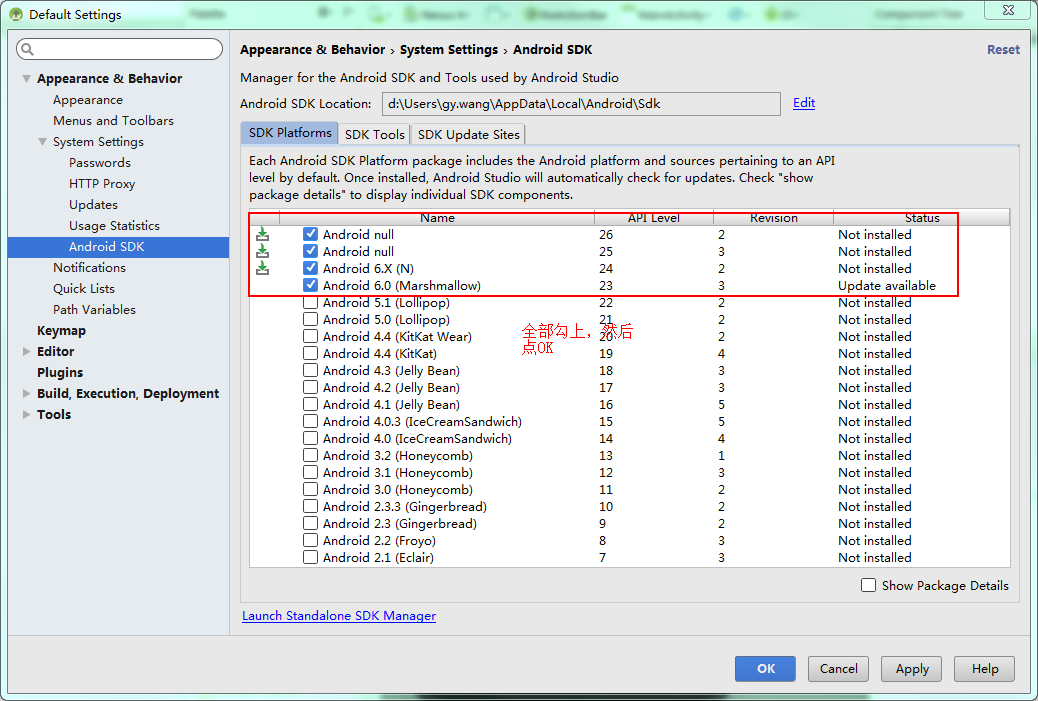 Default Settings
Appearance & Behavior
Appearance
Menus and Toolbars
System Settings
Passwords
HTTP Proxy
Updates
Usage Statistics
Android SDK
Notifications
Quick Lists
Path Variables
Keymap
Editor
Plugins
Build, Execution, Deployment
Tools
Appearance & Behavior › System Settings › Android SDK
Reset
Manager for the Android SDK and Tools used by Android Studio
Android SDK Location: d:\Users\gy.wang\AppData\Local\Android\Sdk Edit
SDK Platforms SDK Tools SDK Update Sites
Each Android SDK Platform package includes the Android platform and sources pertaining to an API
level by default. Once installed, Android Studio will automatically check for updates. Check "show
package details" to display individual SDK components.
Name API Level Revision Status
Android null 26 2 Not installed
Android null 25 3 Not installed
Android 6.X (N) 24 2 Not installed
Android 6.0 (Marshmallow) 23 3 Update available
Android 5.1 (Lollipop) 22 2 Not installed
Android 5.0 (Lollipop) 21 2 Not installed
Android 4.4 (KitKat Wear) 20 2 Not installed
Android 4.4 (KitKat) 19 4 Not installed
Android 4.3 (Jelly Bean) 18 3 Not installed
Android 4.2 (Jelly Bean) 17 3 Not installed
Android 4.1 (Jelly Bean) 16 5 Not installed
Android 4.0.3 (IceCreamSandwich) 15 5 Not installed
Android 4.0 (IceCreamSandwich) 14 4 Not installed
Android 3.2 (Honeycomb) 13 1 Not installed
Android 3.1 (Honeycomb) 12 3 Not installed
Android 3.0 (Honeycomb) 11 2 Not installed
Android 2.3.3 (Gingerbread) 10 2 Not installed
Android 2.3 (Gingerbread) 9 2 Not installed
Android 2.2 (Froyo) 8 3 Not installed
Android 2.1 (Eclair) 7 3 Not installed
全部勾上，然后
点OK
Show Package Details
Launch Standalone SDK Manager
OK Cancel Apply Help